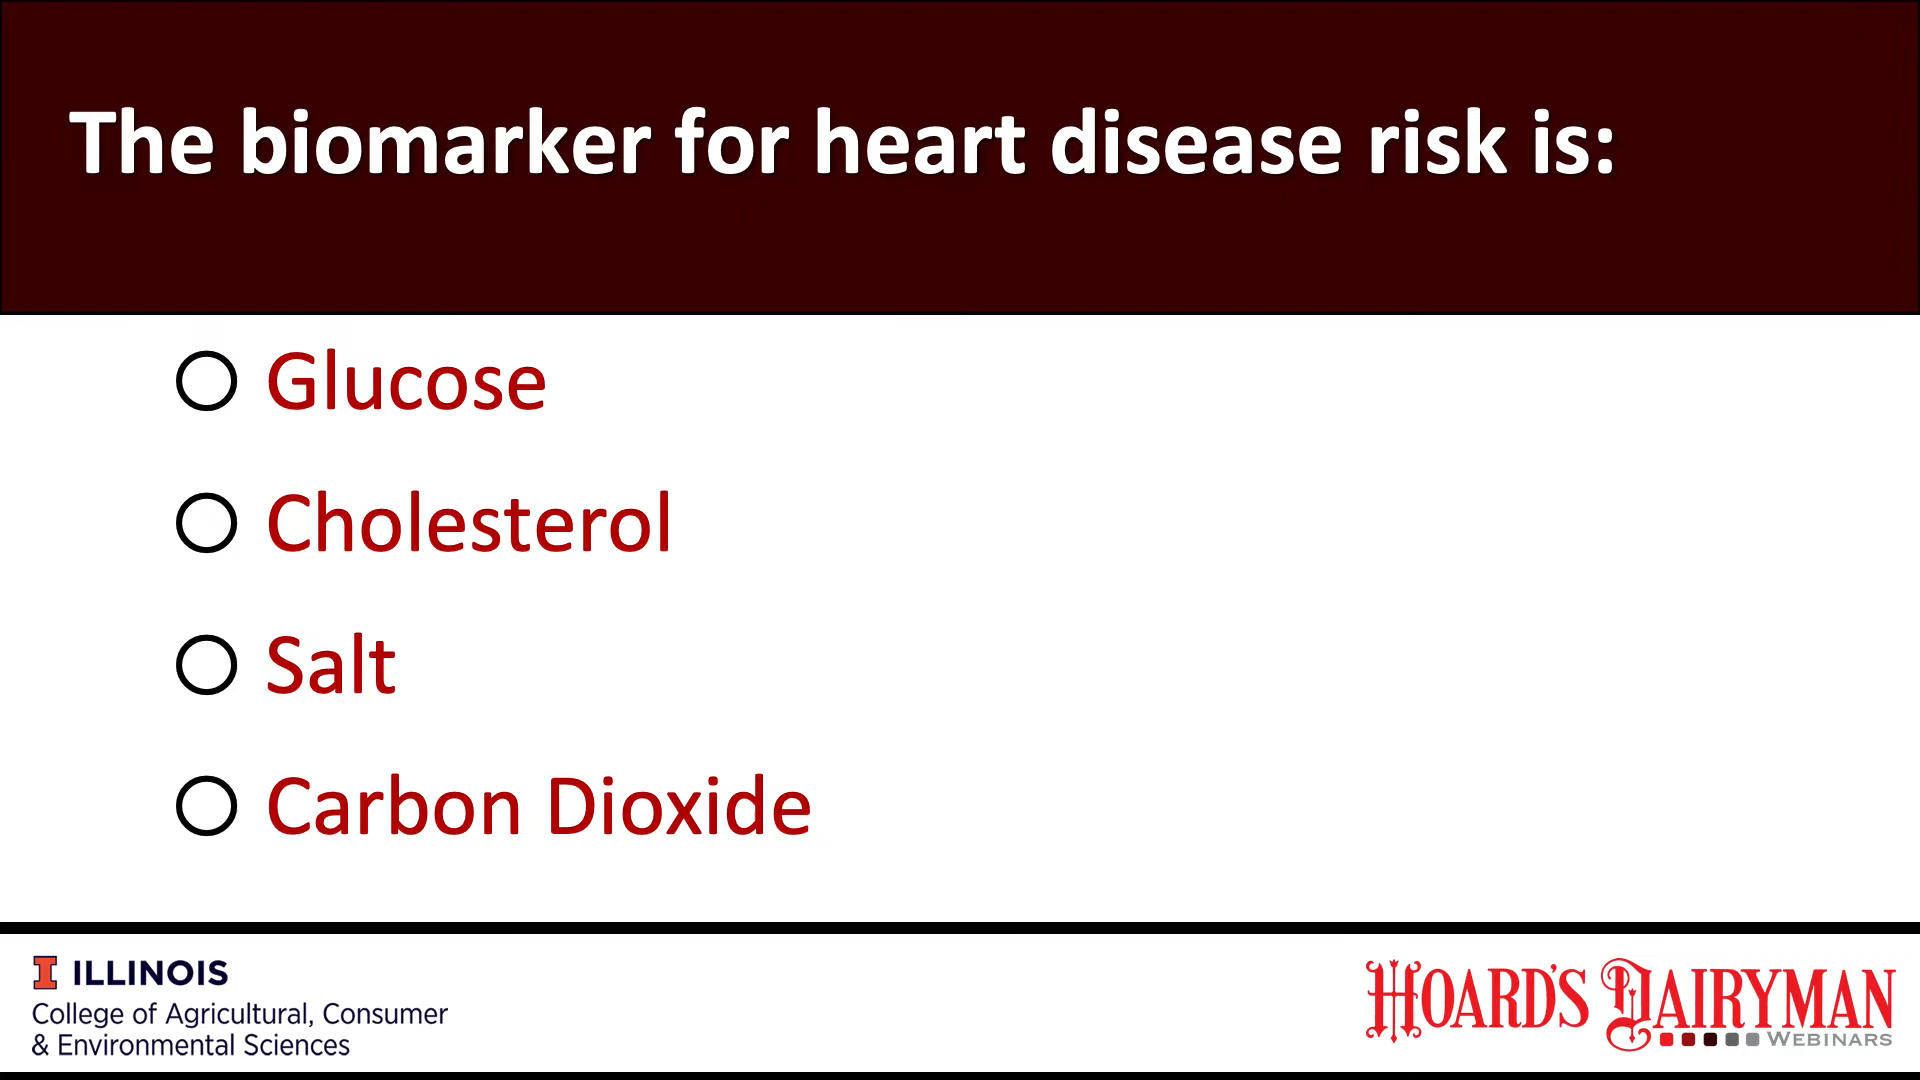 The biomarker for heart disease risk is:
Glucose
Cholesterol
Salt
Carbon Dioxide
I ILLINOIS
College of Agricultural, Consumer
& Environmental Sciences
HOARD'S DAIRYMAN
WEBINARS